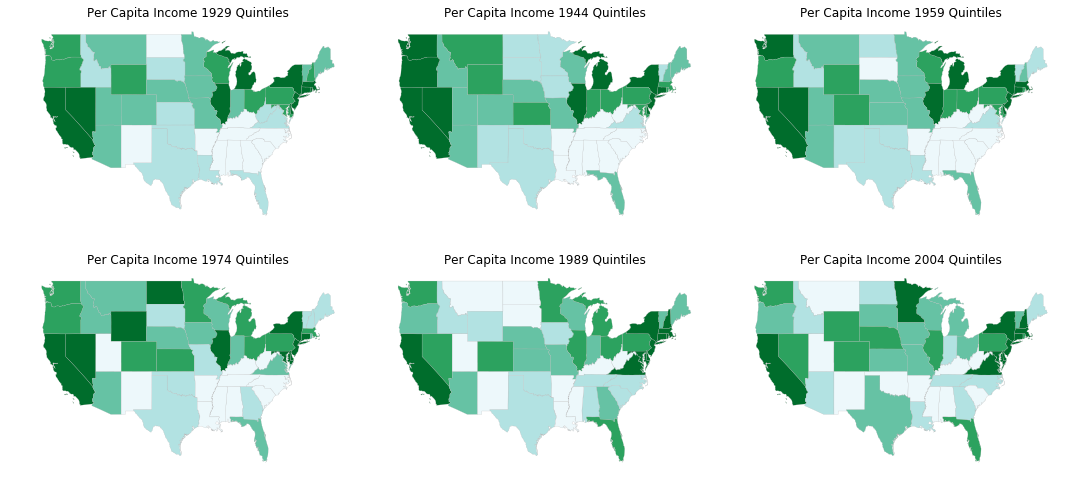 Per Capita Income 1929 Quintiles
Per Capita Income 1944 Quintiles
Per Capita Income 1959 Quintiles
Per Capita Income 1974 Quintiles
Per Capita Income 1989 Quintiles
Per Capita Income 2004 Quintiles